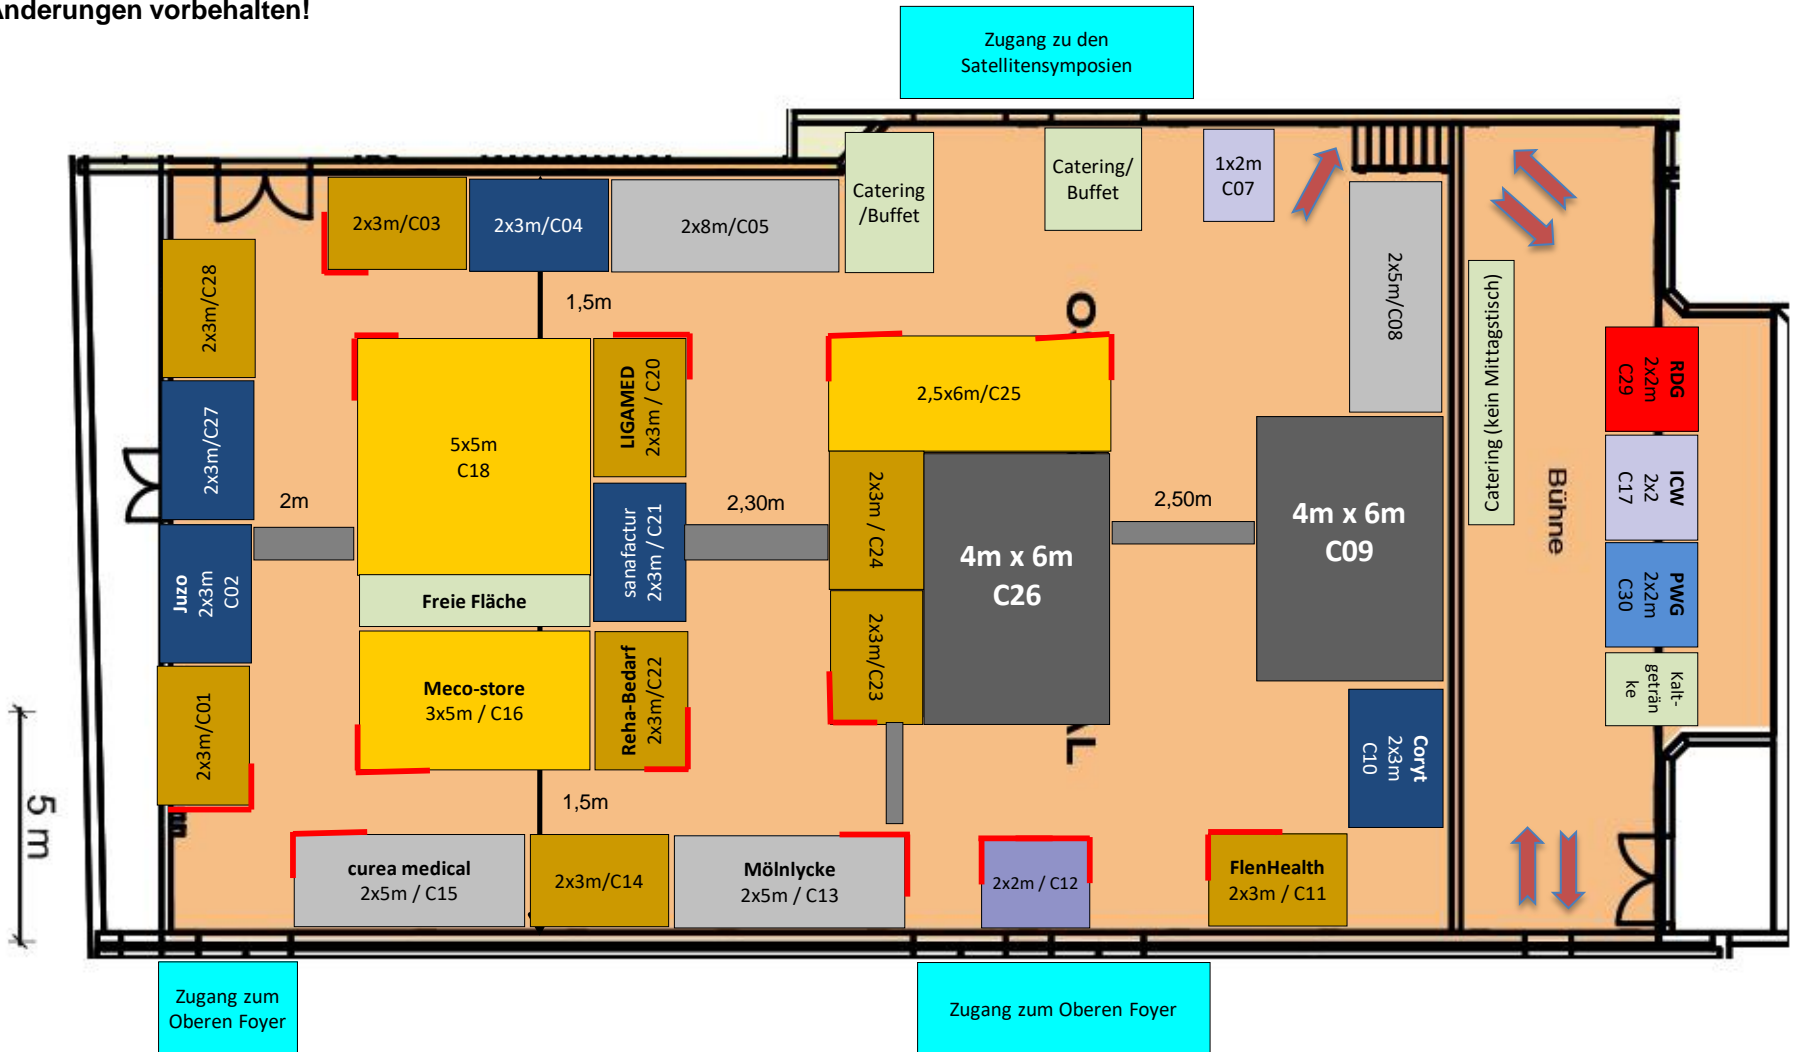 Änderungen vorbehalten!
Zugang zu den
Satellitensymposien
2x3m/C03
2x3m/C04
2x8m/C05
Catering
/Buffet
Catering/
Buffet
1x2m
C07
2x5m/C08
2x3m/C28
2x3m/C27
Juzo
2x3m
C02
2x3m/C01
1,5m
5x5m
C18
LIGAMED
2x3m / C20
sanafactur
2x3m / C21
Reha-Bedarf
2x3m/C22
2m
Freie Fläche
Meco-store
3x5m / C16
2,30m
2,5x6m/C25
2x3m / C24
2x3m/C23
4m x 6m
C26
2,50m
4m x 6m
C09
Catering (kein Mittagstisch)
Bühne
RDG
2x2m
C29
ICW
2x2
C17
PWG
2x2m
C30
Kalt-
geträn
ke
Coryt
2x3m
C10
1,5m
5 m
curea medical
2x5m / C15
2x3m/C14
Mölnlycke
2x5m / C13
2x2m / C12
FlenHealth
2x3m / C11
Zugang zum
Oberen Foyer
Zugang zum Oberen Foyer